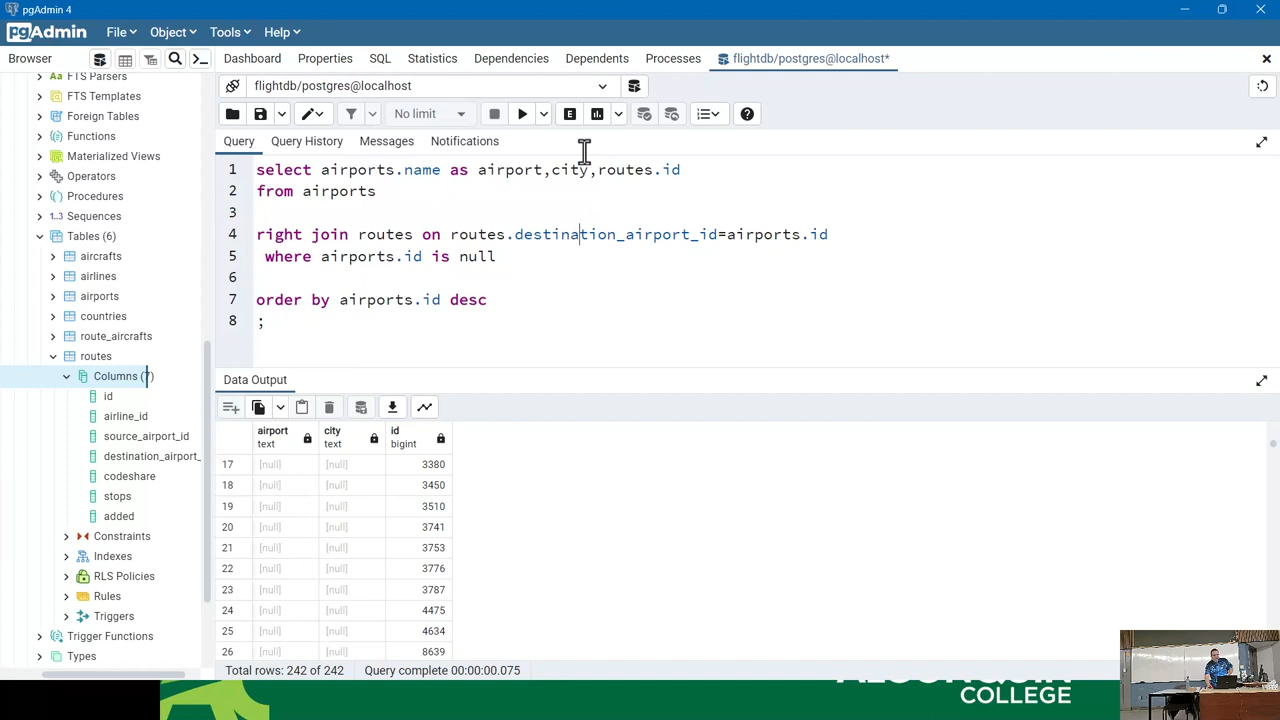 pgAdmin 4
pgAdmin File Object Tools Help
Browser Dashboard Properties SQL Statistics Dependencies Dependents Processes flightdb/postgres@localhost*
FTS Parsers
FTS Templates
Foreign Tables
Functions
Materialized Views
Operators
Procedures
1..3 Sequences
Tables (6)
aircrafts
airlines
airports
countries
route_aircrafts
routes
Columns (7)
id
airline_id
source_airport_id
destination_airport_
codeshare
stops
added
Constraints
Indexes
RLS Policies
Rules
Triggers
Trigger Functions
Types
flightdb/postgres@localhost
No limit
Query Query History Messages Notifications
1 select airports.name as airport,city,routes.id
2 from airports
3
4 right join routes on routes.destination_airport_id=airports.id
5 where airports.id is null
6
7 order by airports.id desc
8 ;
Data Output
airport city id
text text bigint
17 [null] [null] 3380
18 [null] [null] 3450
19 [null] [null] 3510
20 [null] [null] 3741
21 [null] [null] 3753
22 [null] [null] 3776
23 [null] [null] 3787
24 [null] [null] 4475
25 [null] [null] 4634
26 [null] [null] 8639
Total rows: 242 of 242 Query complete 00:00:00.075
ALGONQUIN
COLLEGE